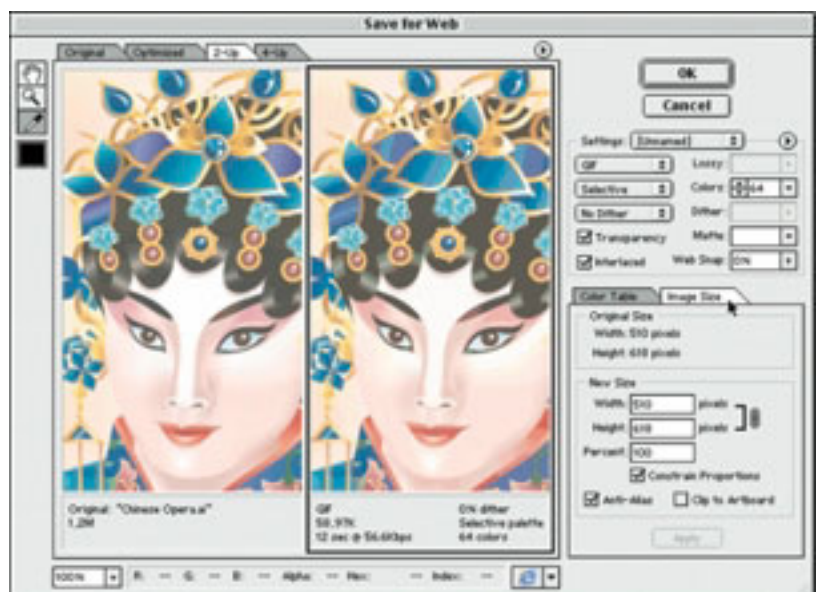 Save for Web
Original Optimized 2-Up 4-Up
OK
Cancel
Settings: [Unnamed]
GIF Lossy:
Selective Colors: 64
No Dither Dither:
Transparency Matte:
Interlaced Web Snap: 0%
Color Table Image Size
Original Size
Width: 510 pixels
Height: 618 pixels
New Size
Width: 510 pixels
Height: 618 pixels
Percent: 100
Constrain Proportions
Anti-Alias Clip to Artboard
Apply
Original: "Chinese Opera.ai"
1.2M
GIF
58.97K
12 sec @ 56.6Kbps
0% dither
Selective palette
64 colors
100% R: -- G: -- B: -- Alpha: -- Hex: -- Index: --